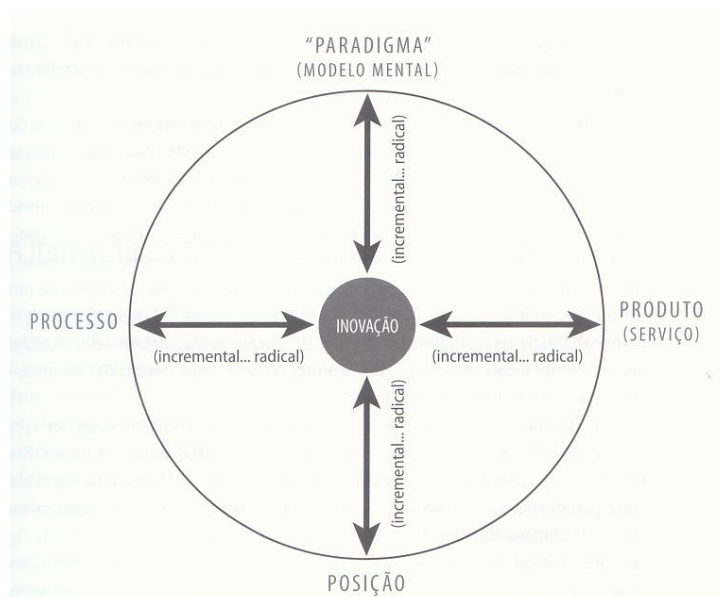 "PARADIGMA"
(MODELO MENTAL)
(incremental... radical)
PROCESSO
INOVAÇÃO
PRODUTO
(SERVIÇO)
(incremental... radical)
(incremental... radical)
(incremental... radical)
POSIÇÃO